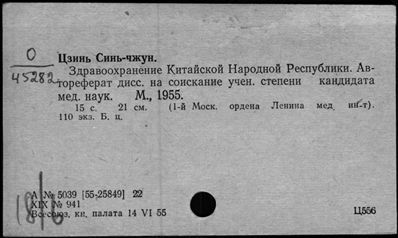 О
45282
Цзинь Синь-чжун.
Здравоохранение Китайской Народной Республики. Ав-
тореферат дисс. на соискание учен. степени кандидата
мед. наук. М., 1955.
15 с. 21 см. (1-й Моск. ордена Ленина мед ин-т).
110 экз. Б. ц.
А № 5039 [55-25849] 22
XIX № 941
Всесоюз. кн. палата 14 VI 55
Ц556